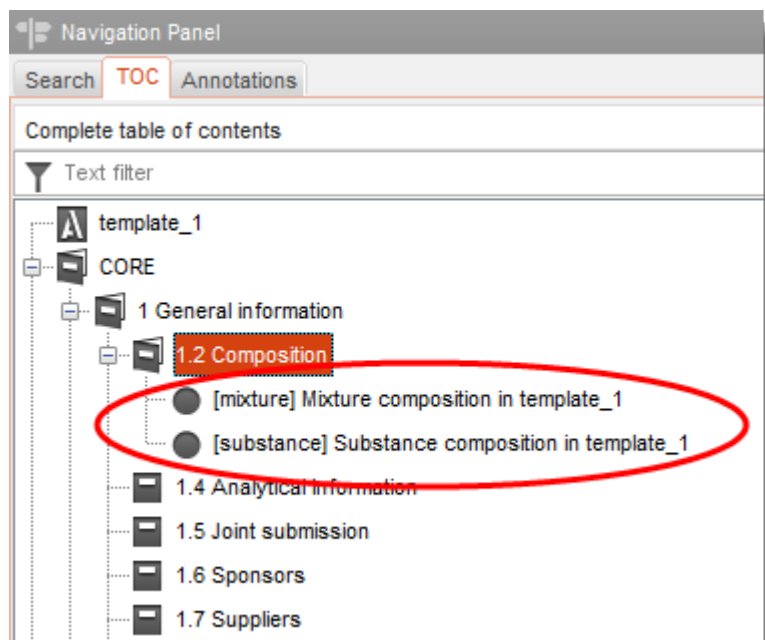 Navigation Panel
Search TOC Annotations
Complete table of contents
Text filter
template_1
CORE
1 General information
1.2 Composition
[mixture] Mixture composition in template_1
[substance] Substance composition in template_1
1.4 Analytical information
1.5 Joint submission
1.6 Sponsors
1.7 Suppliers